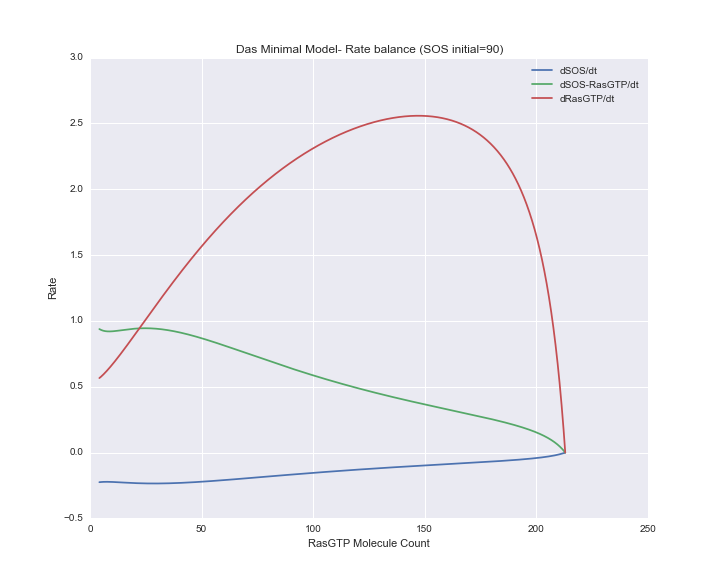 Das Minimal Model- Rate balance (SOS initial=90)
3.0
2.5
2.0
1.5
1.0
0.5
0.0
−0.5
Rate
dSOS/dt
dSOS-RasGTP/dt
dRasGTP/dt
0 50 100 150 200 250
RasGTP Molecule Count